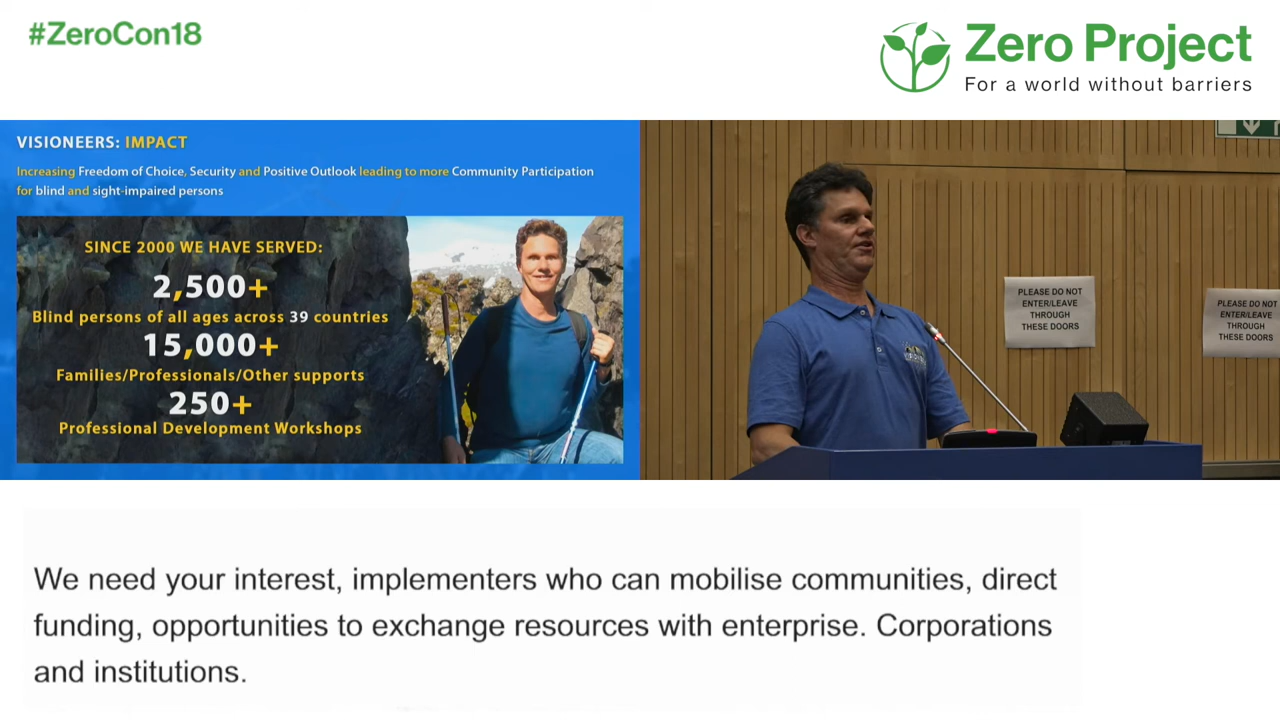 #ZeroCon18
Zero Project
For a world without barriers
VISIONEERS: IMPACT
Increasing Freedom of Choice, Security and Positive Outlook leading to more Community Participation
for blind and sight-impaired persons
SINCE 2000 WE HAVE SERVED:
2,500+
Blind persons of all ages across 39 countries
15,000+
Families/Professionals/Other supports
250+
Professional Development Workshops
PLEASE DO NOT
ENTER/LEAVE
THROUGH
THESE DOORS
PLEASE DO NOT
ENTER/LEAVE
THROUGH
THESE DOORS
We need your interest, implementers who can mobilise communities, direct
funding, opportunities to exchange resources with enterprise. Corporations
and institutions.